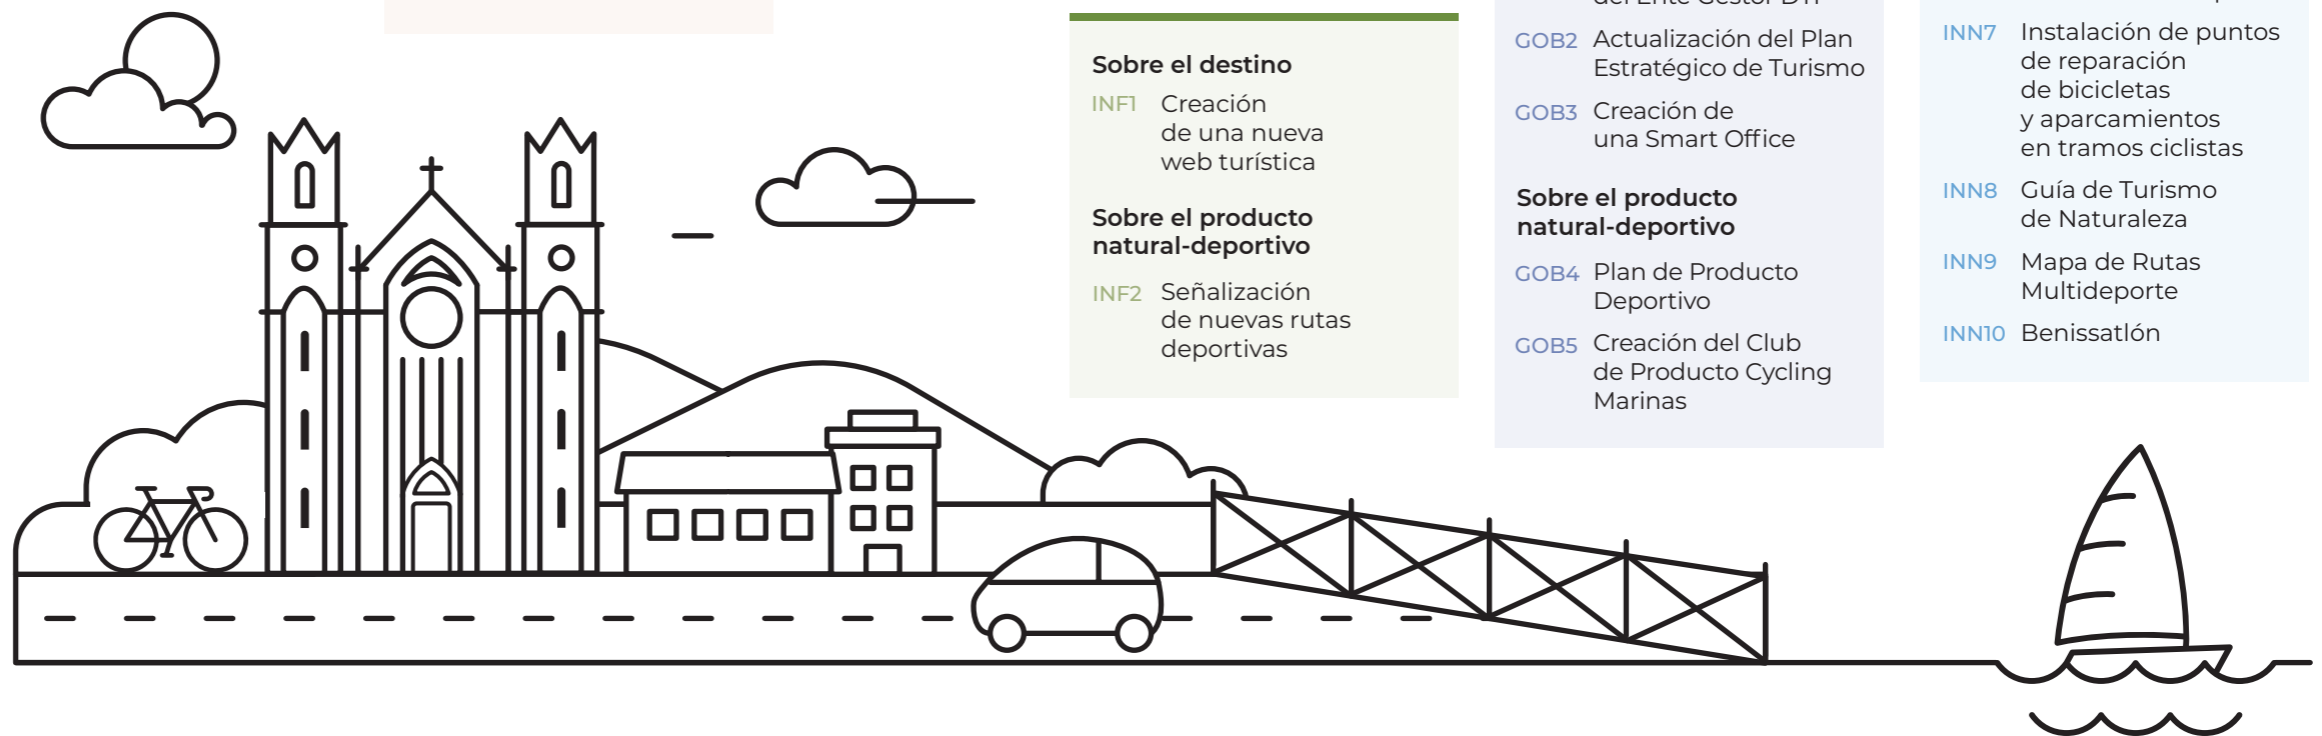 Sobre el destino
INF1 Creación
de una nueva
web turística
Sobre el producto
natural-deportivo
INF2 Señalización
de nuevas rutas
deportivas
del Ente Gestor DTI
GOB2 Actualización del Plan
Estratégico de Turismo
GOB3 Creación de
una Smart Office
Sobre el producto
natural-deportivo
GOB4 Plan de Producto
Deportivo
GOB5 Creación del Club
de Producto Cycling
Marinas
INN7 Instalación de puntos
de reparación
de bicicletas
y aparcamientos
en tramos ciclistas
INN8 Guía de Turismo
de Naturaleza
INN9 Mapa de Rutas
Multideporte
INN10 Benissatlón